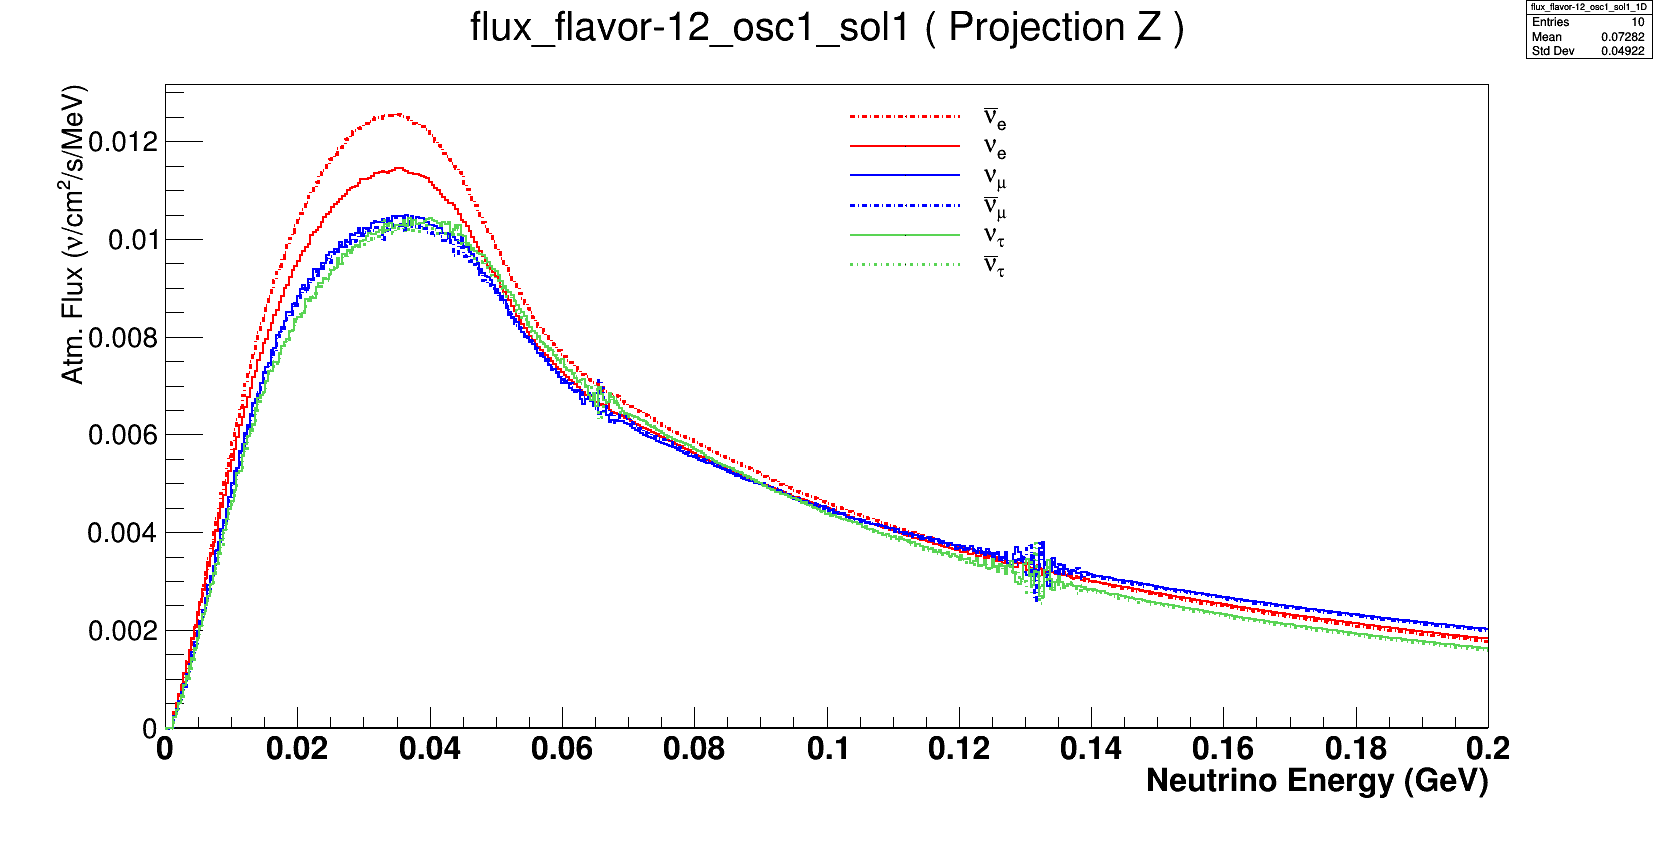 flux_flavor-12_osc1_sol1 ( Projection Z )
flux_flavor-12_osc1_sol1_1D
Entries 10
Mean 0.07282
Std Dev 0.04922
Atm. Flux (ν/cm²/s/MeV)
0.012
0.01
0.008
0.006
0.004
0.002
0
ν̅e
νe
νμ
ν̅μ
ντ
ν̅τ
0 0.02 0.04 0.06 0.08 0.1 0.12 0.14 0.16 0.18 0.2
Neutrino Energy (GeV)